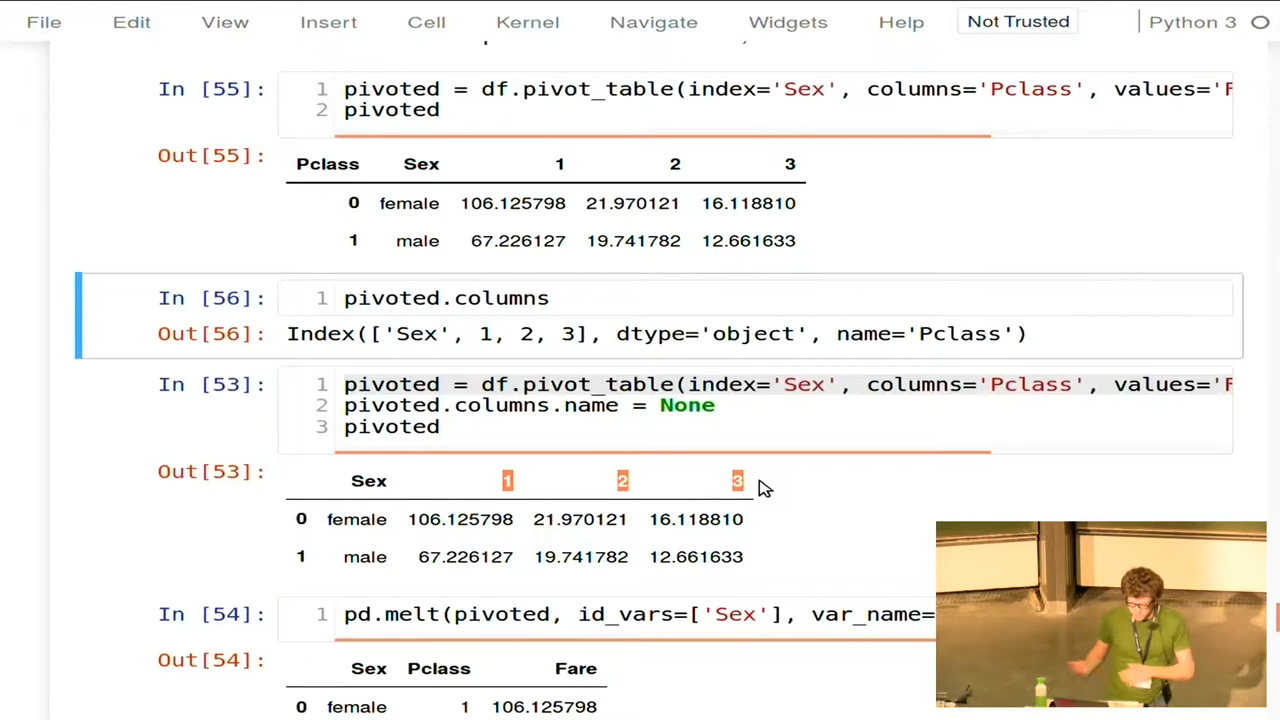 File Edit View Insert Cell Kernel Navigate Widgets Help Not Trusted Python 3
In [55]: 1 pivoted = df.pivot_table(index='Sex', columns='Pclass', values='F
2 pivoted
Out[55]:
Pclass Sex 1 2 3
0 female 106.125798 21.970121 16.118810
1 male 67.226127 19.741782 12.661633
In [56]: 1 pivoted.columns
Out[56]: Index(['Sex', 1, 2, 3], dtype='object', name='Pclass')
In [53]: 1 pivoted = df.pivot_table(index='Sex', columns='Pclass', values='F
2 pivoted.columns.name = None
3 pivoted
Out[53]:
Sex 1 2 3
0 female 106.125798 21.970121 16.118810
1 male 67.226127 19.741782 12.661633
In [54]: 1 pd.melt(pivoted, id_vars=['Sex'], var_name=
Out[54]:
Sex Pclass Fare
0 female 1 106.125798